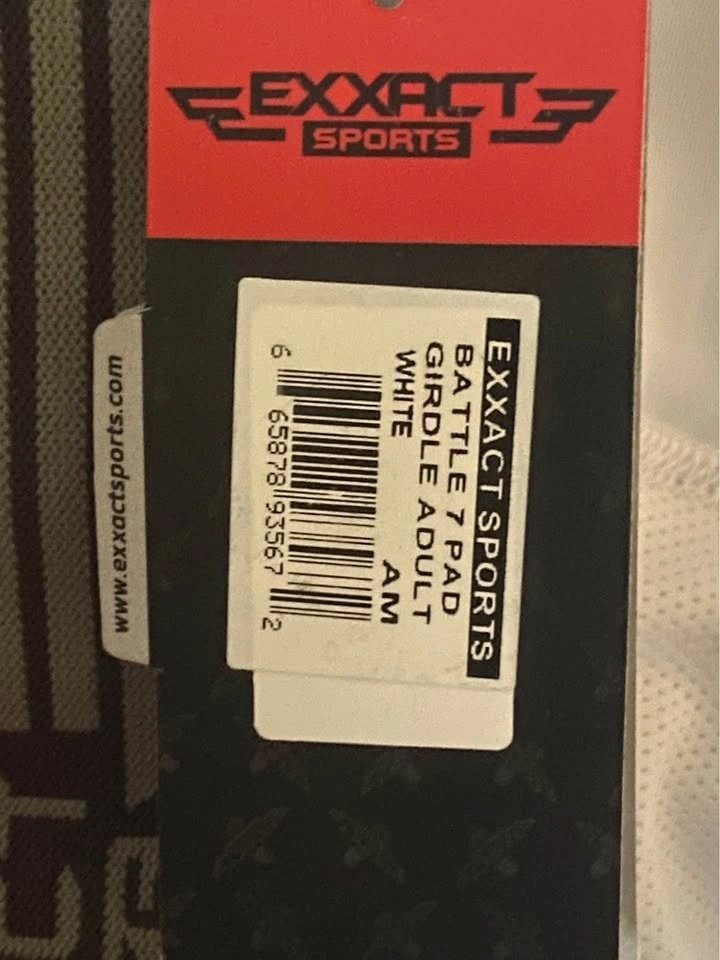 EXXACT
SPORTS
EXXACT SPORTS
BATTLE 7 PAD
GIRDLE ADULT
WHITE
AM
6 65878 93567 2
www.exxactsports.com